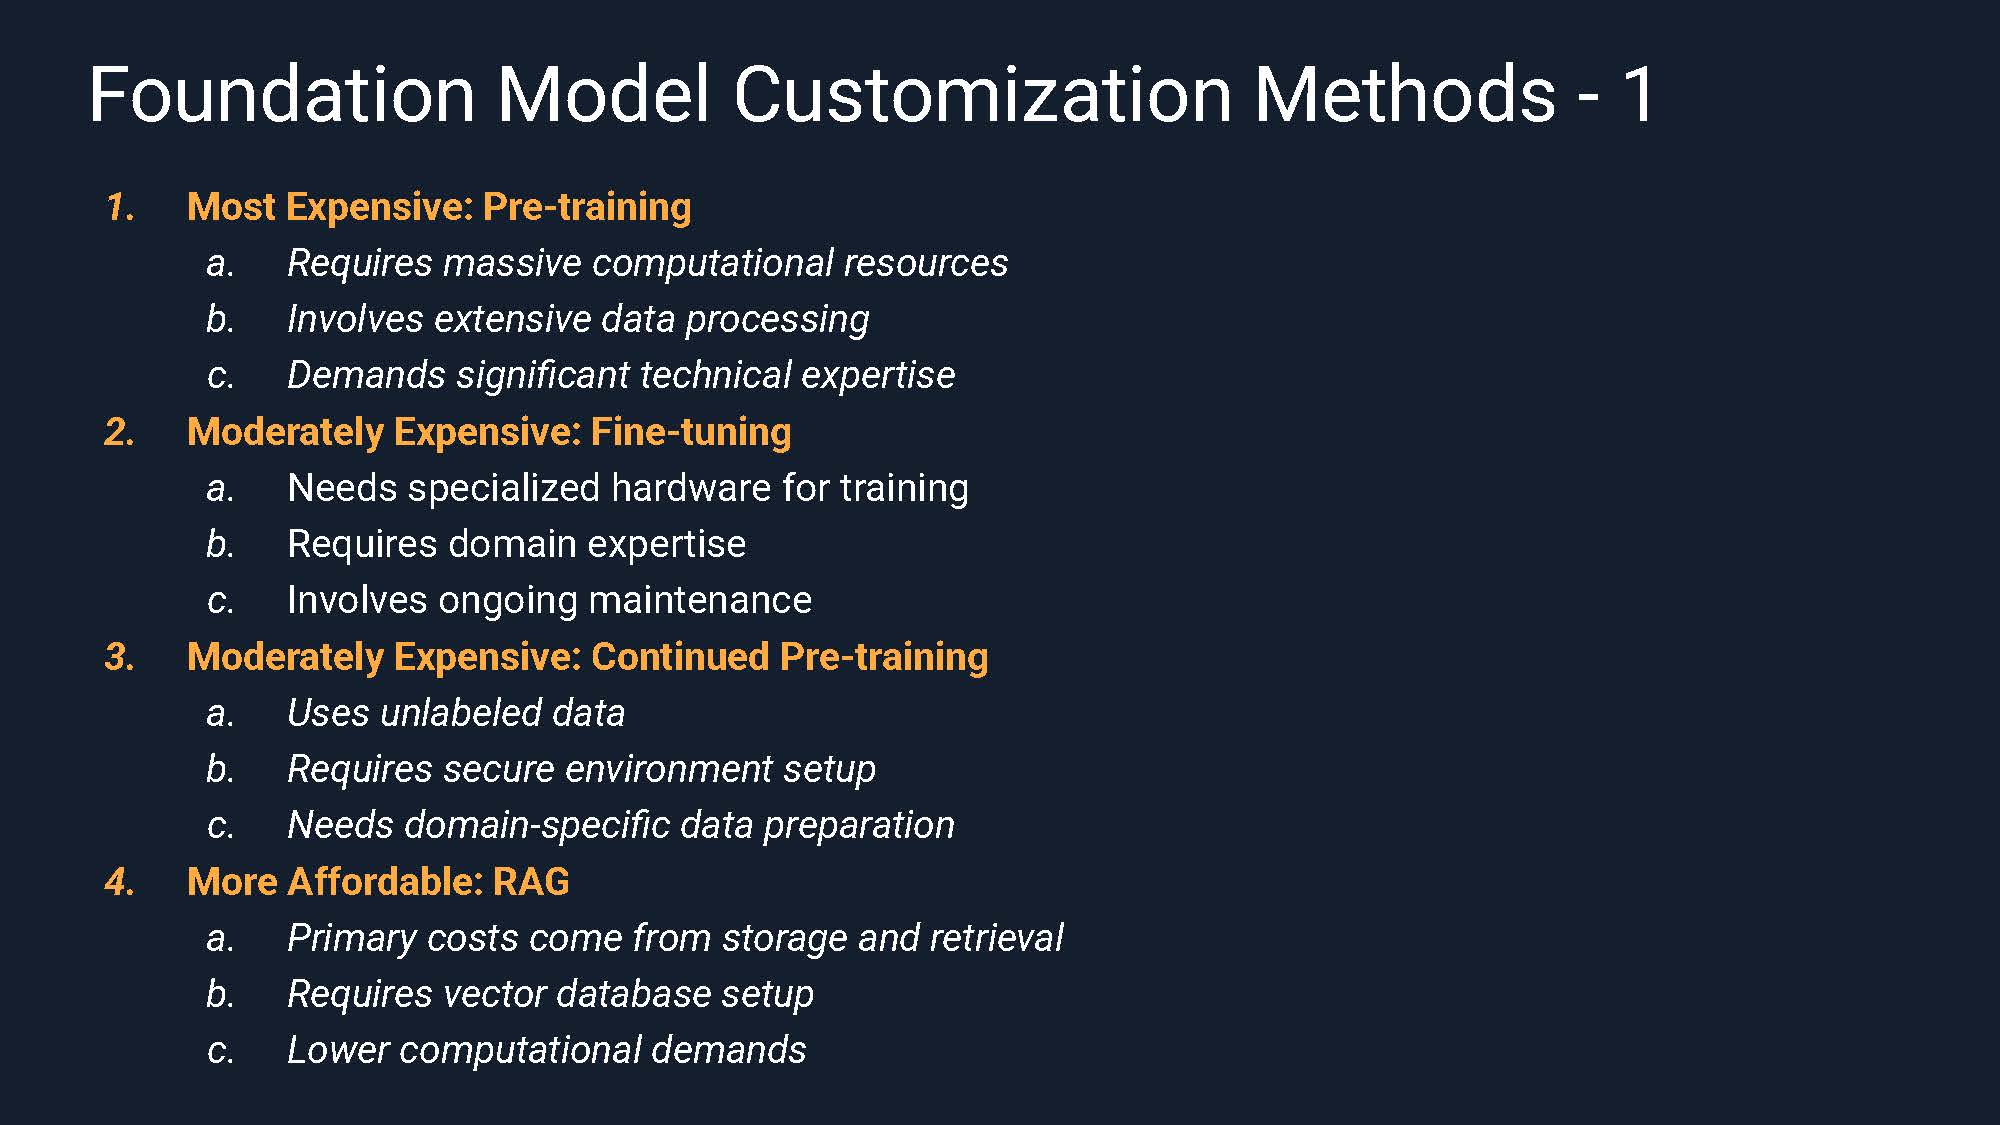 Foundation Model Customization Methods - 1
1. Most Expensive: Pre-training
a. Requires massive computational resources
b. Involves extensive data processing
c. Demands significant technical expertise
2. Moderately Expensive: Fine-tuning
a. Needs specialized hardware for training
b. Requires domain expertise
c. Involves ongoing maintenance
3. Moderately Expensive: Continued Pre-training
a. Uses unlabeled data
b. Requires secure environment setup
c. Needs domain-specific data preparation
4. More Affordable: RAG
a. Primary costs come from storage and retrieval
b. Requires vector database setup
c. Lower computational demands